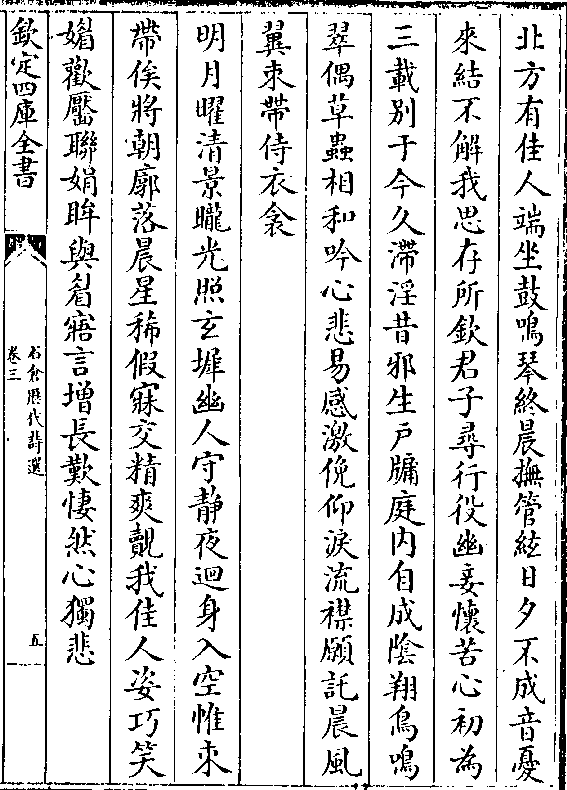 北方有佳人端坐鼓鳴琴終晨撫管絃日夕不成音憂
來結不解我思存所欽君子尋行役幽妾懷苦心初為
三載别于今久滯淫昔邪生戶牖庭内自成陰翔鳥鳴
翠偶草蟲相和吟心悲易感激俛仰淚流襟願託晨風
翼束帶侍衣衾
明月曜清景曨光照玄墀幽人守静夜迴身入空帷束
帶俟將朝廓落晨星稀假寐交精爽覿我佳人姿巧笑
媚歡靨聯娟眸與睂寤言增長歎悽然心獨悲
欽定四庫全書
石倉歷代詩選
卷三
五